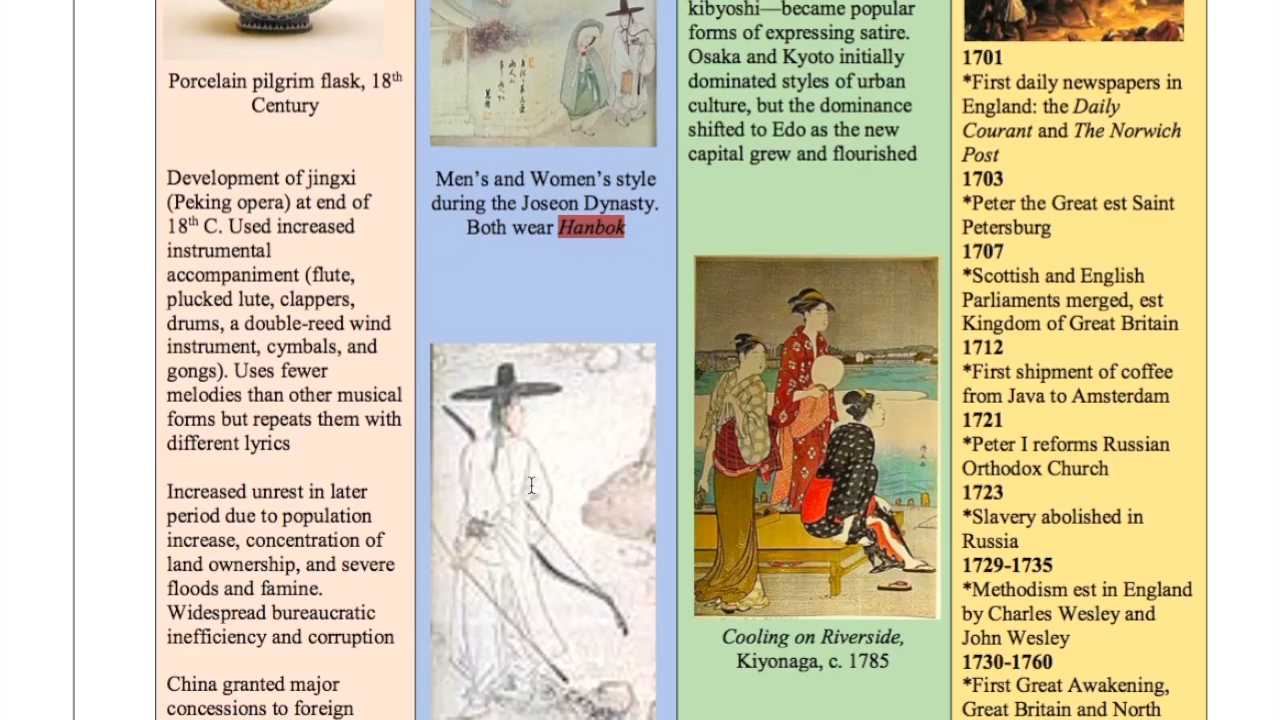 Porcelain pilgrim flask, 18th
Century
Development of jingxi
(Peking opera) at end of
18th C. Used increased
instrumental
accompaniment (flute,
plucked lute, clappers,
drums, a double-reed wind
instrument, cymbals, and
gongs). Uses fewer
melodies than other musical
forms but repeats them with
different lyrics
Increased unrest in later
period due to population
increase, concentration of
land ownership, and severe
floods and famine.
Widespread bureaucratic
inefficiency and corruption
China granted major
concessions to foreign
Men's and Women's style
during the Joseon Dynasty.
Both wear Hanbok
kibyoshi—became popular
forms of expressing satire.
Osaka and Kyoto initially
dominated styles of urban
culture, but the dominance
shifted to Edo as the new
capital grew and flourished
Cooling on Riverside,
Kiyonaga, c. 1785
1701
*First daily newspapers in
England: the Daily
Courant and The Norwich
Post
1703
*Peter the Great est Saint
Petersburg
1707
*Scottish and English
Parliaments merged, est
Kingdom of Great Britain
1712
*First shipment of coffee
from Java to Amsterdam
1721
*Peter I reforms Russian
Orthodox Church
1723
*Slavery abolished in
Russia
1729-1735
*Methodism est in England
by Charles Wesley and
John Wesley
1730-1760
*First Great Awakening,
Great Britain and North